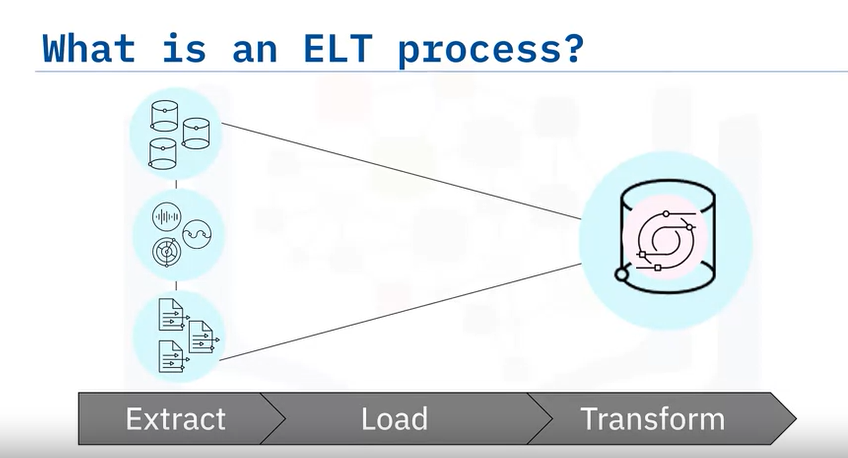 What is an ELT process?
Extract
Load
Transform